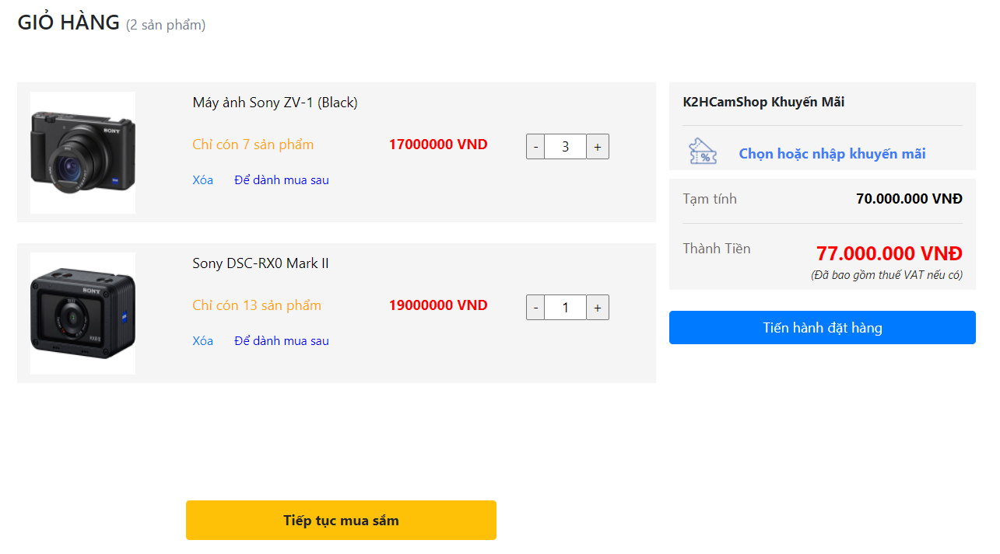 GIỎ HÀNG (2 sản phẩm)
Máy ảnh Sony ZV-1 (Black)
SONY
Chỉ cón 7 sản phẩm
17000000 VND
- 3 +
Xóa Để dành mua sau
Sony DSC-RX0 Mark II
SONY
Chỉ cón 13 sản phẩm
19000000 VND
- 1 +
Xóa Để dành mua sau
Tiếp tục mua sắm
K2HCamShop Khuyến Mãi
% Chọn hoặc nhập khuyến mãi
Tạm tính 70.000.000 VNĐ
Thành Tiền 77.000.000 VNĐ
(Đã bao gồm thuế VAT nếu có)
Tiến hành đặt hàng